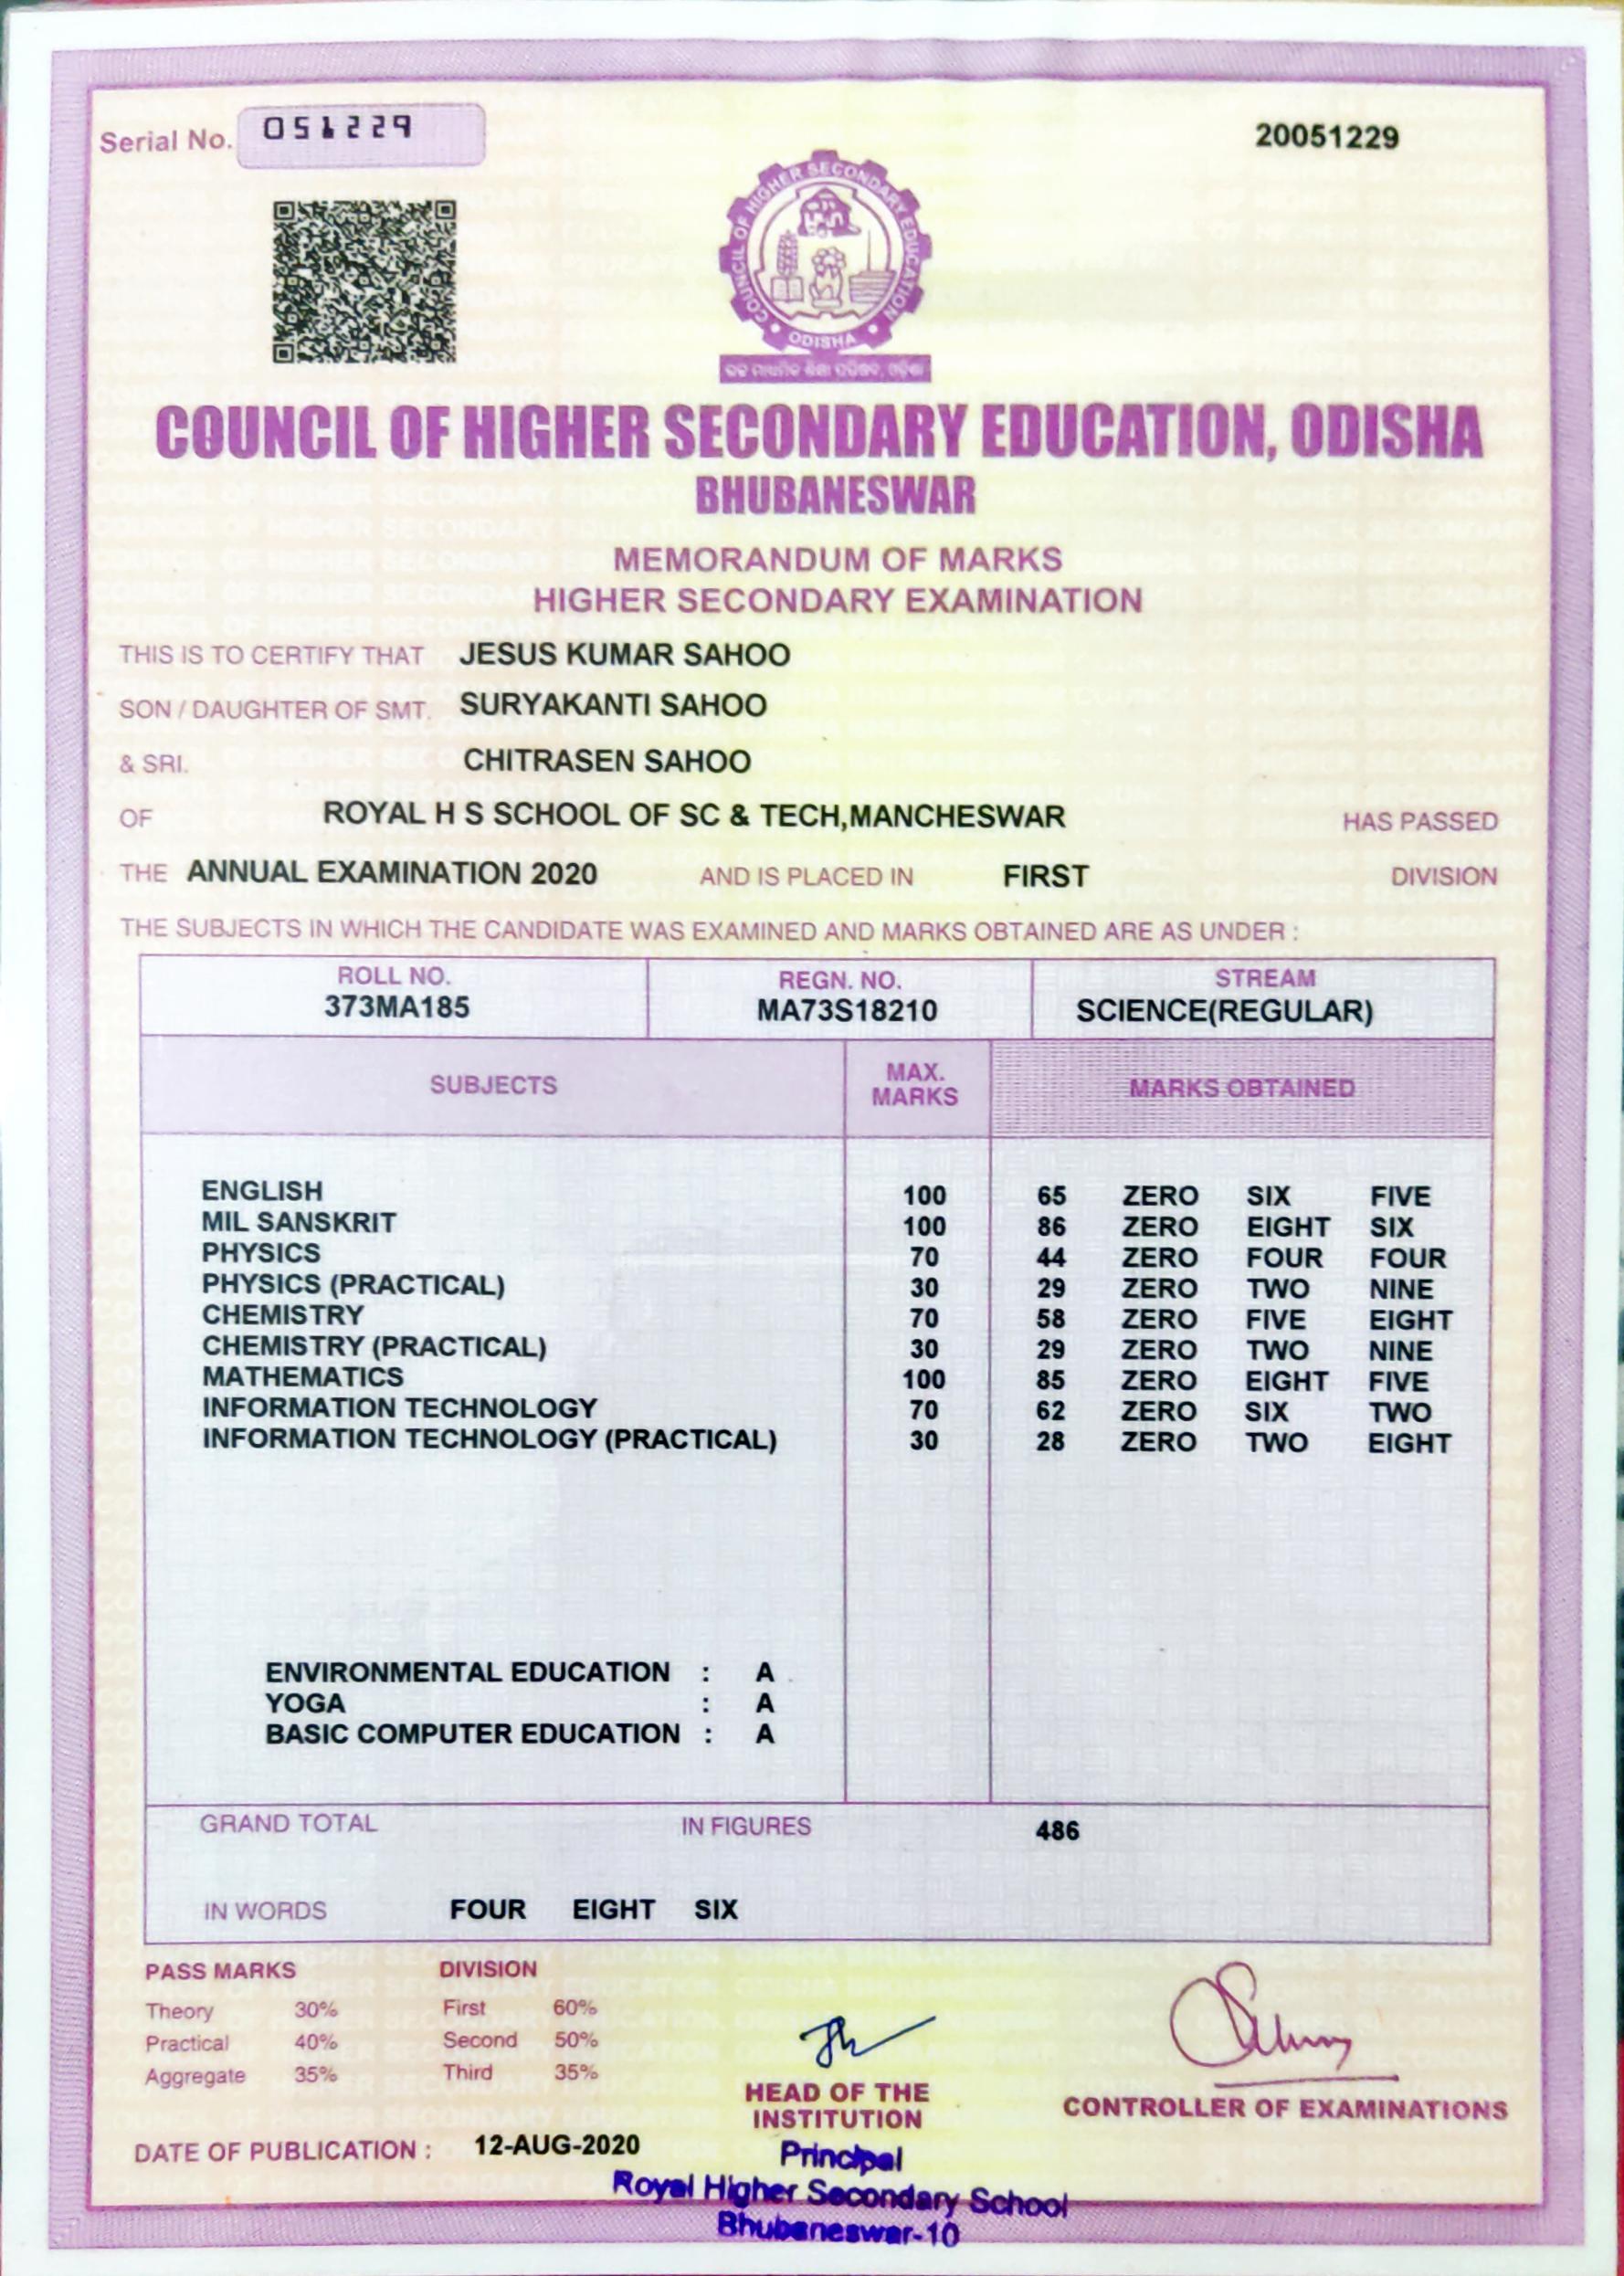 Serial No. 051229
20051229
COUNCIL OF HIGHER SECONDARY EDUCATION
ODISHA
COUNCIL OF HIGHER SECONDARY EDUCATION, ODISHA
BHUBANESWAR
MEMORANDUM OF MARKS
HIGHER SECONDARY EXAMINATION
THIS IS TO CERTIFY THAT JESUS KUMAR SAHOO
SON / DAUGHTER OF SMT. SURYAKANTI SAHOO
& SRI. CHITRASEN SAHOO
OF ROYAL H S SCHOOL OF SC & TECH,MANCHESWAR HAS PASSED
THE ANNUAL EXAMINATION 2020 AND IS PLACED IN FIRST DIVISION
THE SUBJECTS IN WHICH THE CANDIDATE WAS EXAMINED AND MARKS OBTAINED ARE AS UNDER :
ROLL NO. REGN. NO. STREAM
373MA185 MA73S18210 SCIENCE(REGULAR)
SUBJECTS MAX. MARKS MARKS OBTAINED
ENGLISH 100 65 ZERO SIX FIVE
MIL SANSKRIT 100 86 ZERO EIGHT SIX
PHYSICS 70 44 ZERO FOUR FOUR
PHYSICS (PRACTICAL) 30 29 ZERO TWO NINE
CHEMISTRY 70 58 ZERO FIVE EIGHT
CHEMISTRY (PRACTICAL) 30 29 ZERO TWO NINE
MATHEMATICS 100 85 ZERO EIGHT FIVE
INFORMATION TECHNOLOGY 70 62 ZERO SIX TWO
INFORMATION TECHNOLOGY (PRACTICAL) 30 28 ZERO TWO EIGHT
ENVIRONMENTAL EDUCATION : A
YOGA : A
BASIC COMPUTER EDUCATION : A
GRAND TOTAL IN FIGURES 486
IN WORDS FOUR EIGHT SIX
PASS MARKS DIVISION
Theory 30% First 60%
Practical 40% Second 50%
Aggregate 35% Third 35%
HEAD OF THE
INSTITUTION
CONTROLLER OF EXAMINATIONS
DATE OF PUBLICATION : 12-AUG-2020
Principal
Royal Higher Secondary School
Bhubaneswar-10